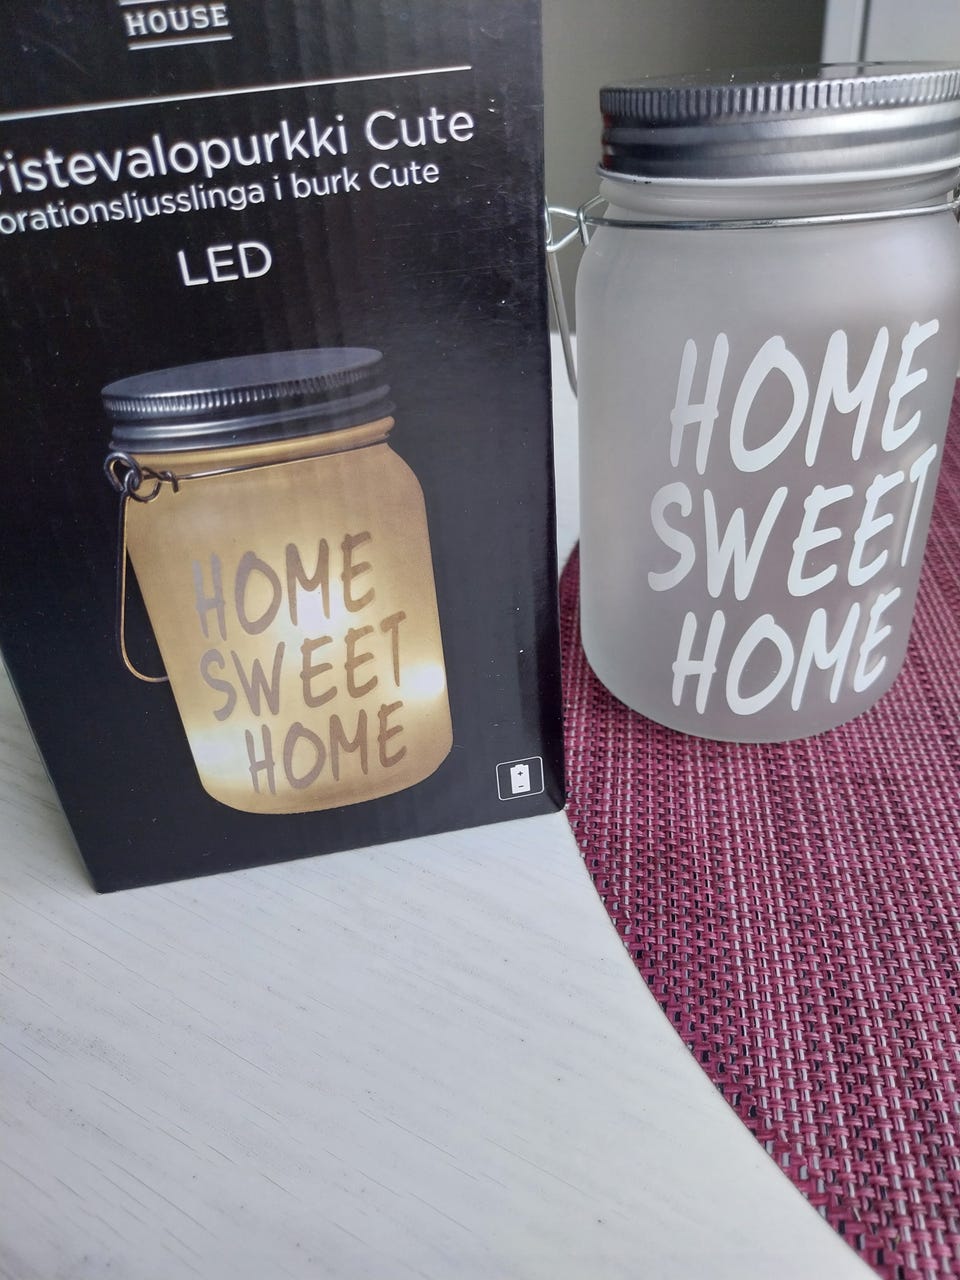 HOUSE
ristevalopurkki Cute
orationsljusslinga i burk Cute
LED
HOME
SWEET
HOME
HOME
SWEET
HOME